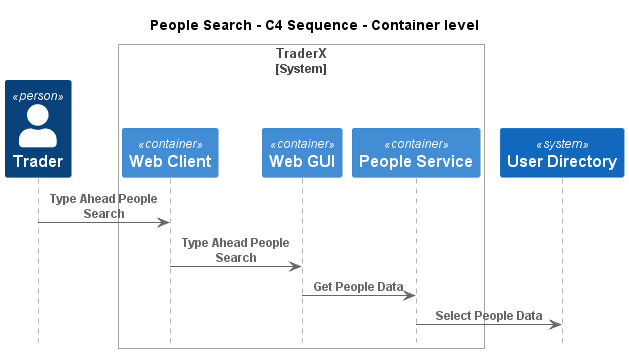 People Search - C4 Sequence - Container level
TraderX
[System]
«person»
Trader
«container»
Web Client
«container»
Web GUI
«container»
People Service
«system»
User Directory
Type Ahead People
Search
Type Ahead People
Search
Get People Data
Select People Data